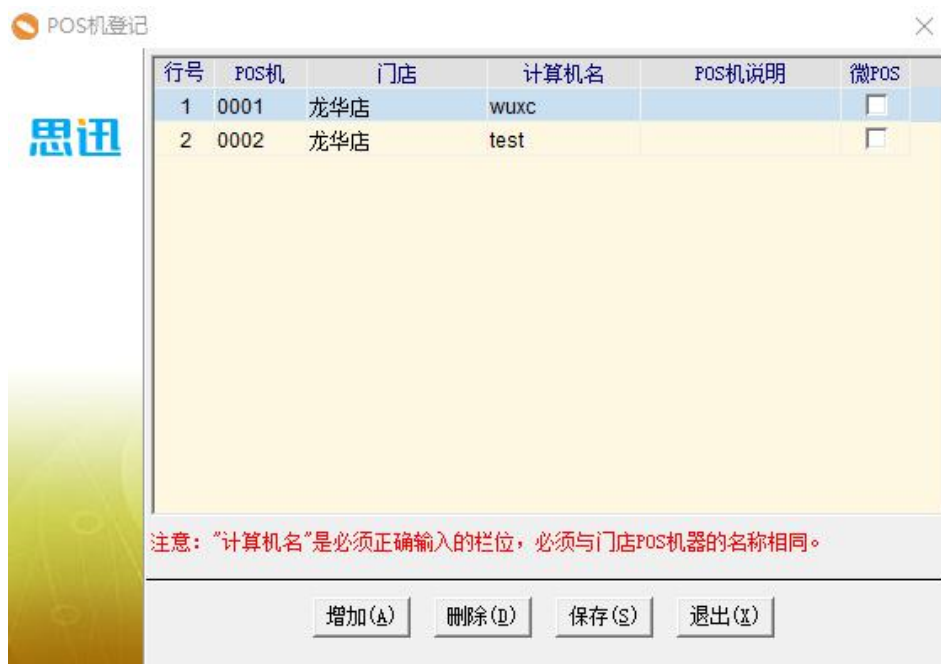 POS机登记
思迅
行号 POS机 门店 计算机名 POS机说明 微POS
1 0001 龙华店 wuxc
2 0002 龙华店 test
注意："计算机名"是必须正确输入的栏位，必须与门店POS机器的名称相同。
增加(A) 删除(D) 保存(S) 退出(X)